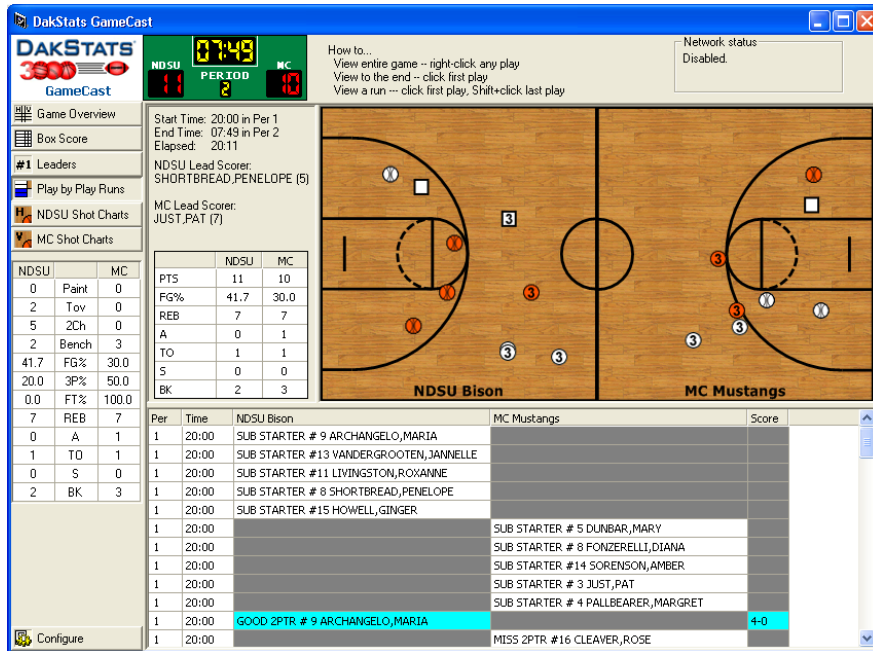 DakStats GameCast
DAKSTATS
3000
GameCast
NDSU 07:49 MC
11 PERIOD 10
2
How to...
View entire game -- right-click any play
View to the end -- click first play
View a run --- click first play, Shift+click last play
Network status
Disabled.
Game Overview
Box Score
#1 Leaders
Play by Play Runs
NDSU Shot Charts
MC Shot Charts
NDSU MC
0 Paint 0
2 Tov 0
5 2Ch 0
2 Bench 3
41.7 FG% 30.0
20.0 3P% 50.0
0.0 FT% 100.0
7 REB 7
0 A 1
1 TO 1
0 S 0
2 BK 3
Configure
Start Time: 20:00 in Per 1
End Time: 07:49 in Per 2
Elapsed: 20:11
NDSU Lead Scorer:
SHORTBREAD,PENELOPE (5)
MC Lead Scorer:
JUST,PAT (7)
NDSU MC
PTS 11 10
FG% 41.7 30.0
REB 7 7
A 0 1
TO 1 1
S 0 0
BK 2 3
3
3
3
3
3
3
3
3
NDSU Bison
MC Mustangs
Per Time NDSU Bison MC Mustangs Score
1 20:00 SUB STARTER # 9 ARCHANGELO,MARIA
1 20:00 SUB STARTER #13 VANDERGROOTEN,JANNELLE
1 20:00 SUB STARTER #11 LIVINGSTON,ROXANNE
1 20:00 SUB STARTER # 8 SHORTBREAD,PENELOPE
1 20:00 SUB STARTER #15 HOWELL,GINGER
1 20:00 SUB STARTER # 5 DUNBAR,MARY
1 20:00 SUB STARTER # 8 FONZERELLI,DIANA
1 20:00 SUB STARTER #14 SORENSON,AMBER
1 20:00 SUB STARTER # 3 JUST,PAT
1 20:00 SUB STARTER # 4 PALLBEARER,MARGRET
1 20:00 GOOD 2PTR # 9 ARCHANGELO,MARIA 4-0
1 20:00 MISS 2PTR #16 CLEAVER,ROSE